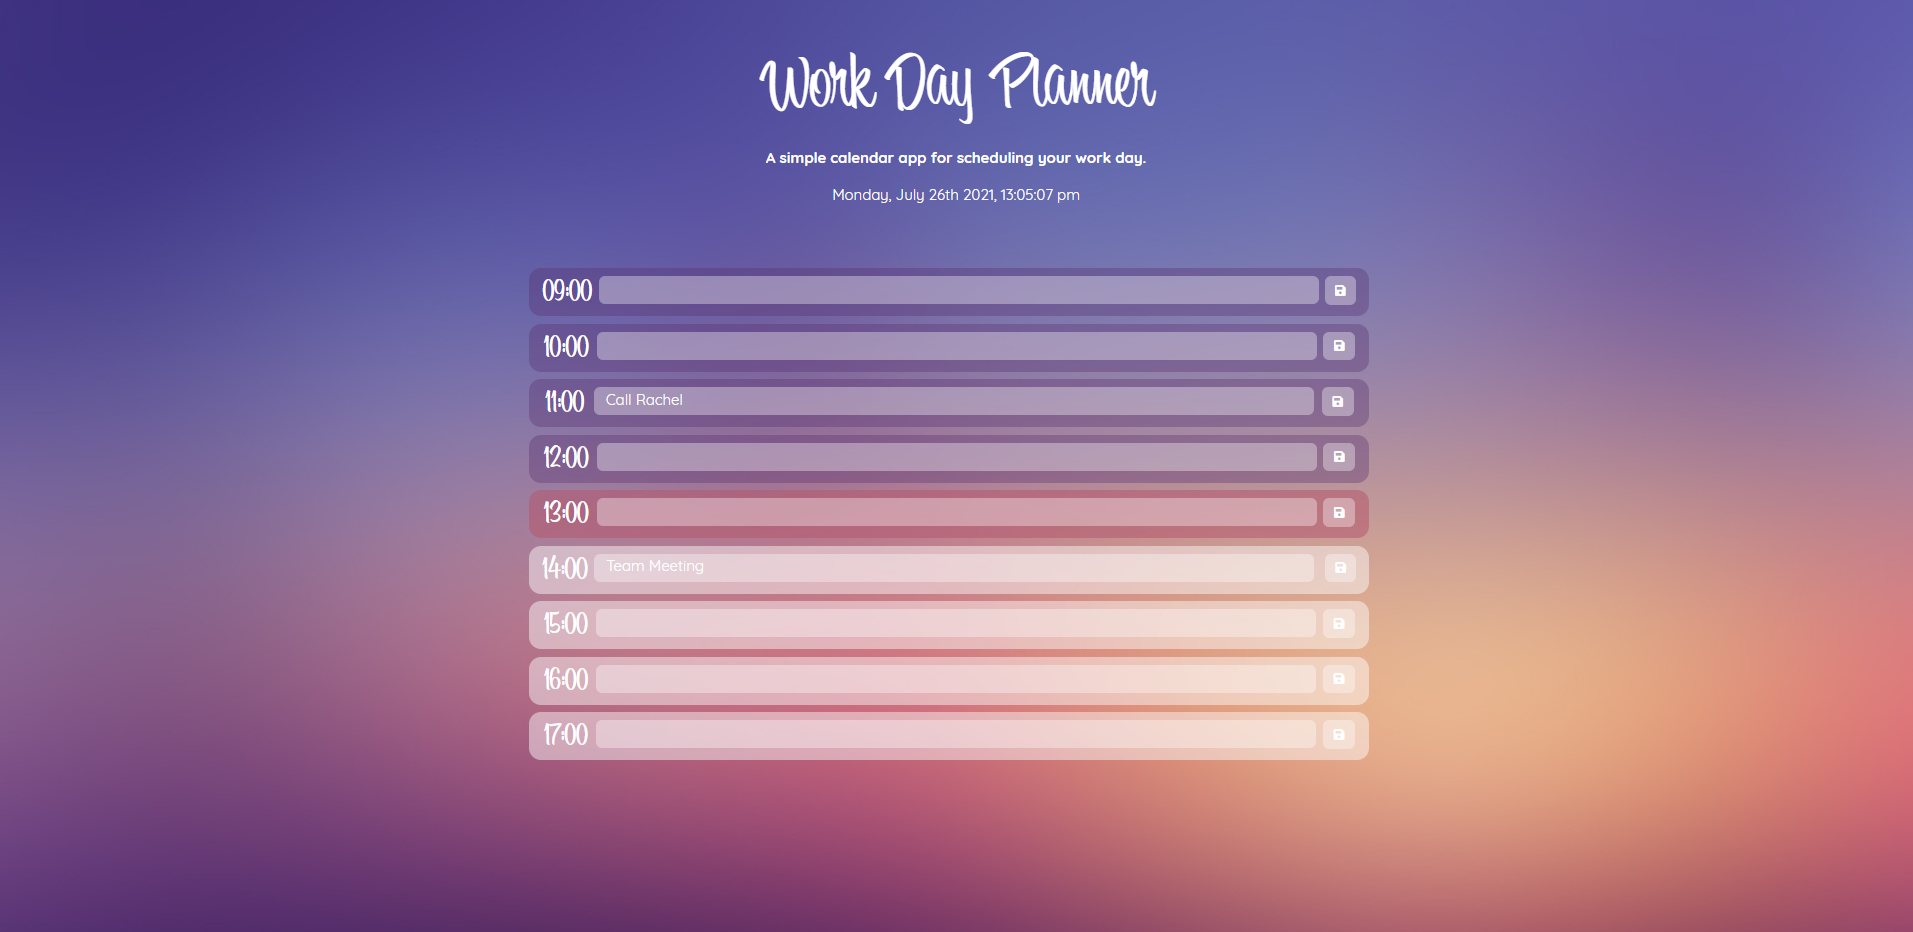 Work Day Planner
A simple calendar app for scheduling your work day.
Monday, July 26th 2021, 13:05:07 pm
09:00
10:00
11:00 Call Rachel
12:00
13:00
14:00 Team Meeting
15:00
16:00
17:00